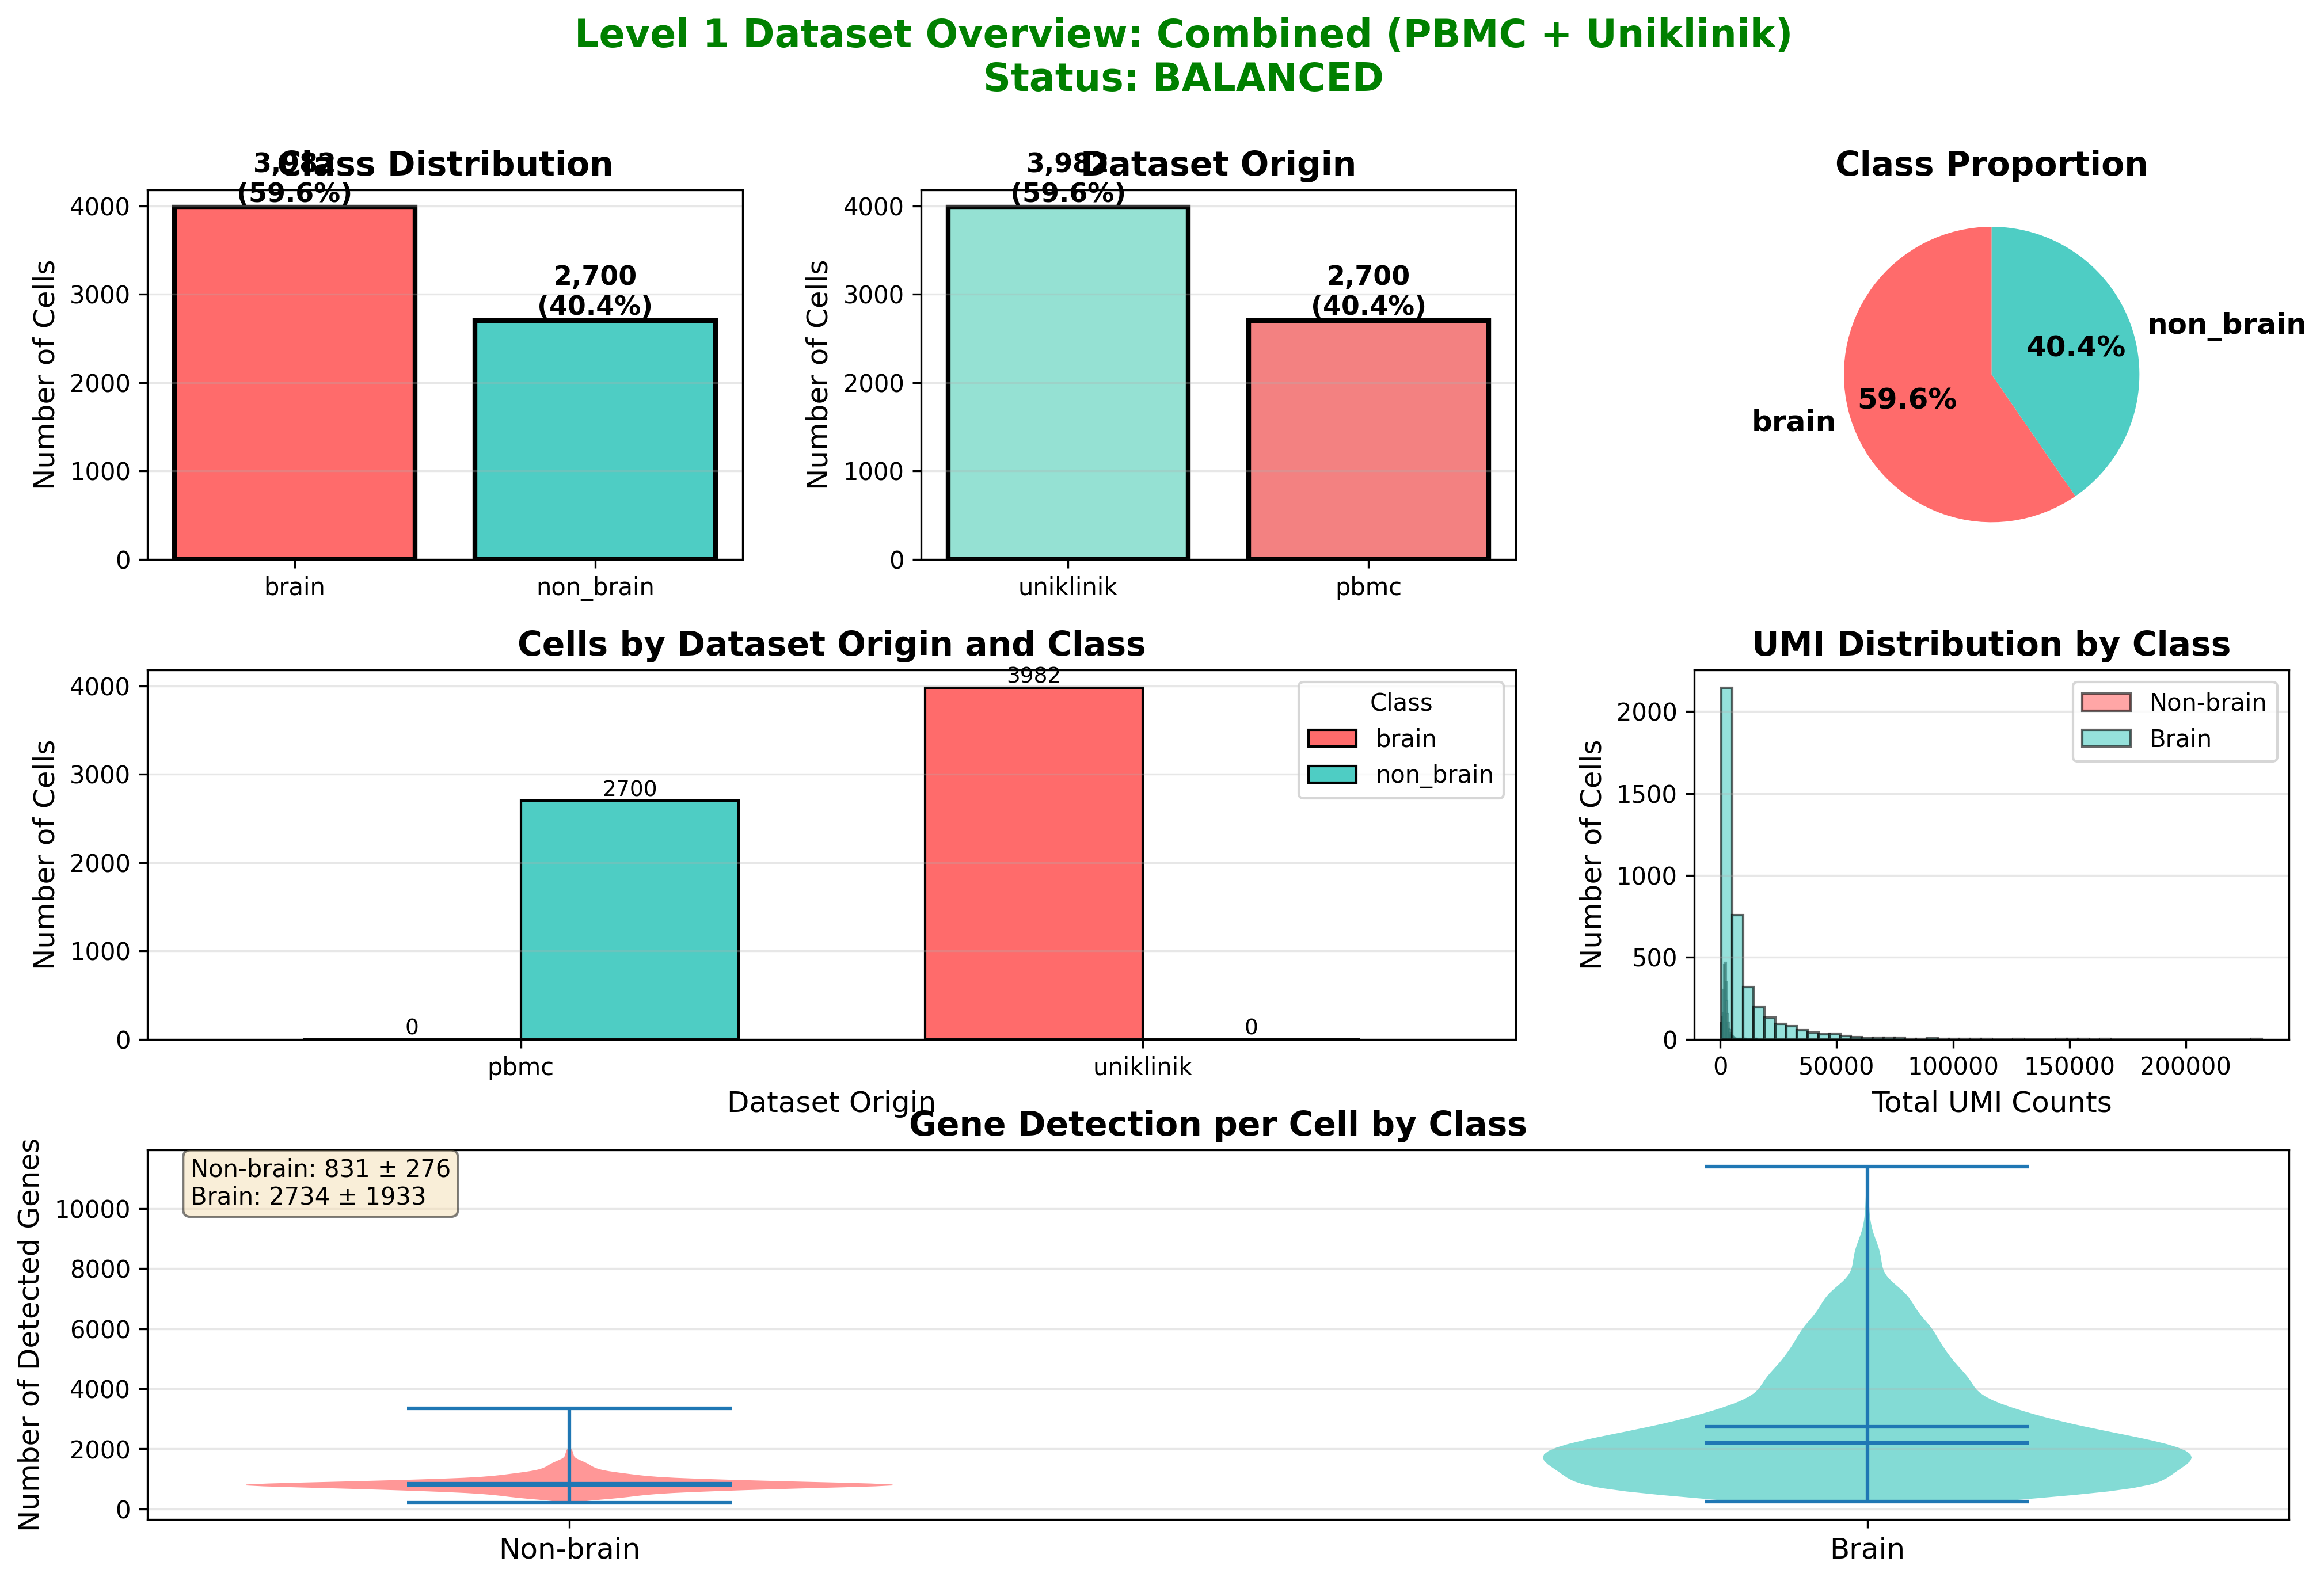 Level 1 Dataset Overview: Combined (PBMC + Uniklinik)
Status: BALANCED
Class Distribution
3,982
(59.6%)
2,700
(40.4%)
Number of Cells
4000
3000
2000
1000
0
brain
non_brain
Dataset Origin
3,982
(59.6%)
2,700
(40.4%)
Number of Cells
4000
3000
2000
1000
0
uniklinik
pbmc
Class Proportion
non_brain
40.4%
59.6%
brain
Cells by Dataset Origin and Class
Number of Cells
4000
3000
2000
1000
0
0
2700
3982
0
Class
brain
non_brain
pbmc
uniklinik
Dataset Origin
UMI Distribution by Class
Number of Cells
2000
1500
1000
500
0
Non-brain
Brain
0
50000
100000
150000
200000
Total UMI Counts
Gene Detection per Cell by Class
Number of Detected Genes
10000
8000
6000
4000
2000
0
Non-brain: 831 ± 276
Brain: 2734 ± 1933
Non-brain
Brain